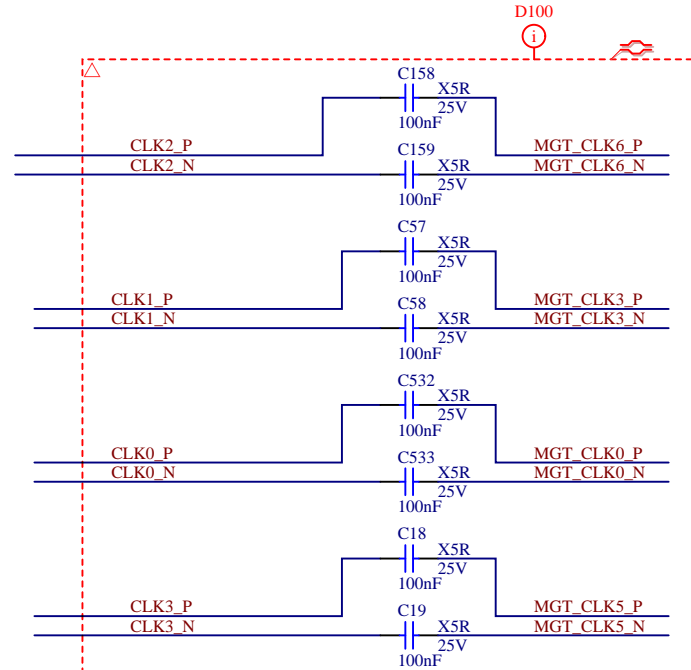 D100
i
C158
X5R
25V
100nF
CLK2_P
MGT_CLK6_P
CLK2_N
C159
MGT_CLK6_N
X5R
25V
100nF
C57
X5R
25V
100nF
CLK1_P
MGT_CLK3_P
CLK1_N
C58
MGT_CLK3_N
X5R
25V
100nF
C532
X5R
25V
100nF
CLK0_P
MGT_CLK0_P
CLK0_N
C533
MGT_CLK0_N
X5R
25V
100nF
C18
X5R
25V
100nF
CLK3_P
MGT_CLK5_P
CLK3_N
C19
MGT_CLK5_N
X5R
25V
100nF